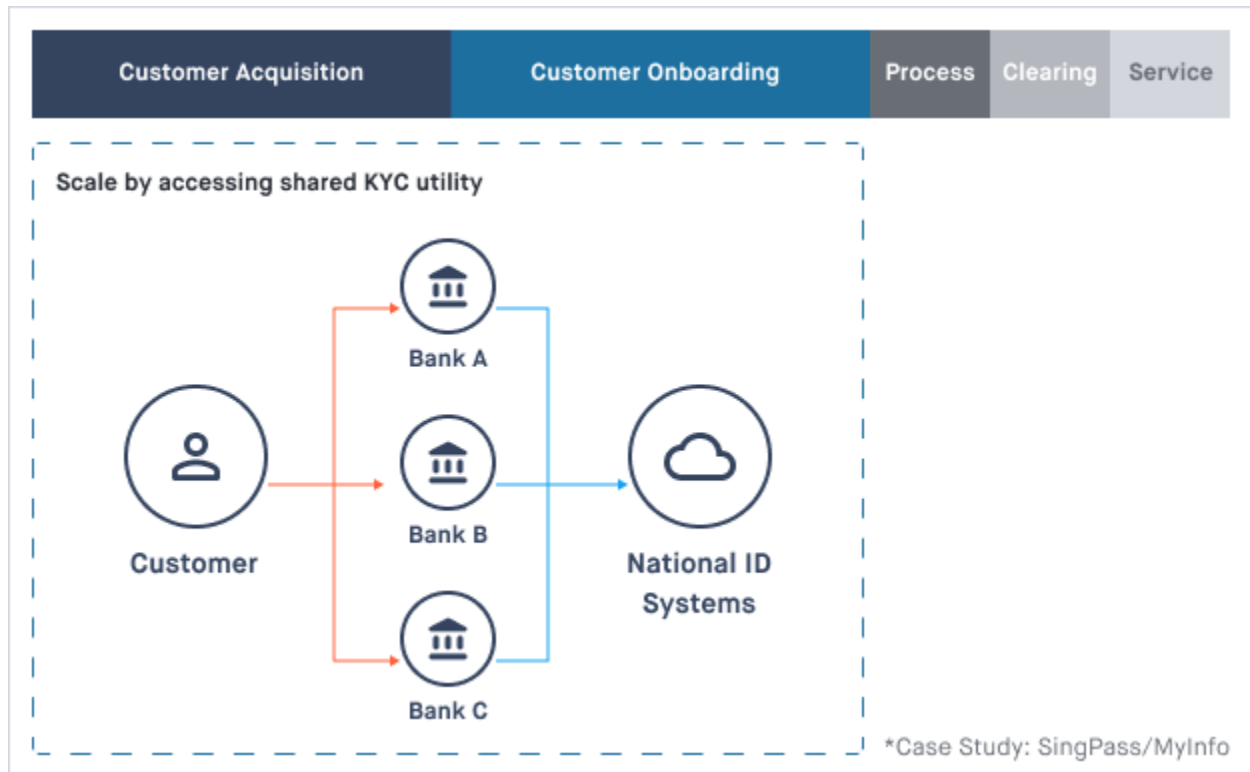 Customer Acquisition
Customer Onboarding
Process
Clearing
Service
Scale by accessing shared KYC utility
Bank A
Bank B
Customer
National ID
Systems
Bank C
*Case Study: SingPass/MyInfo